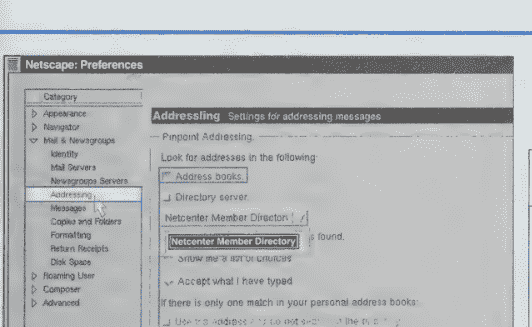 Netscape: Preferences
Category
Appearance
Navigator
Mail & Newsgroups
Identity
Mail Servers
Newsgroups Servers
Addressing
Messages
Copies and Folders
Formatting
Return Receipts
Disk Space
Roaming User
Composer
Advanced
Addressling Settings for addressing messages
Pinpoint Addressing
Look for addresses in the following:
Address books
Directory server
Netcenter Member Directori
Netcenter Member Directory
found.
Show me a list of choices
Accept what I have typed
If there is only one match in your personal address books: